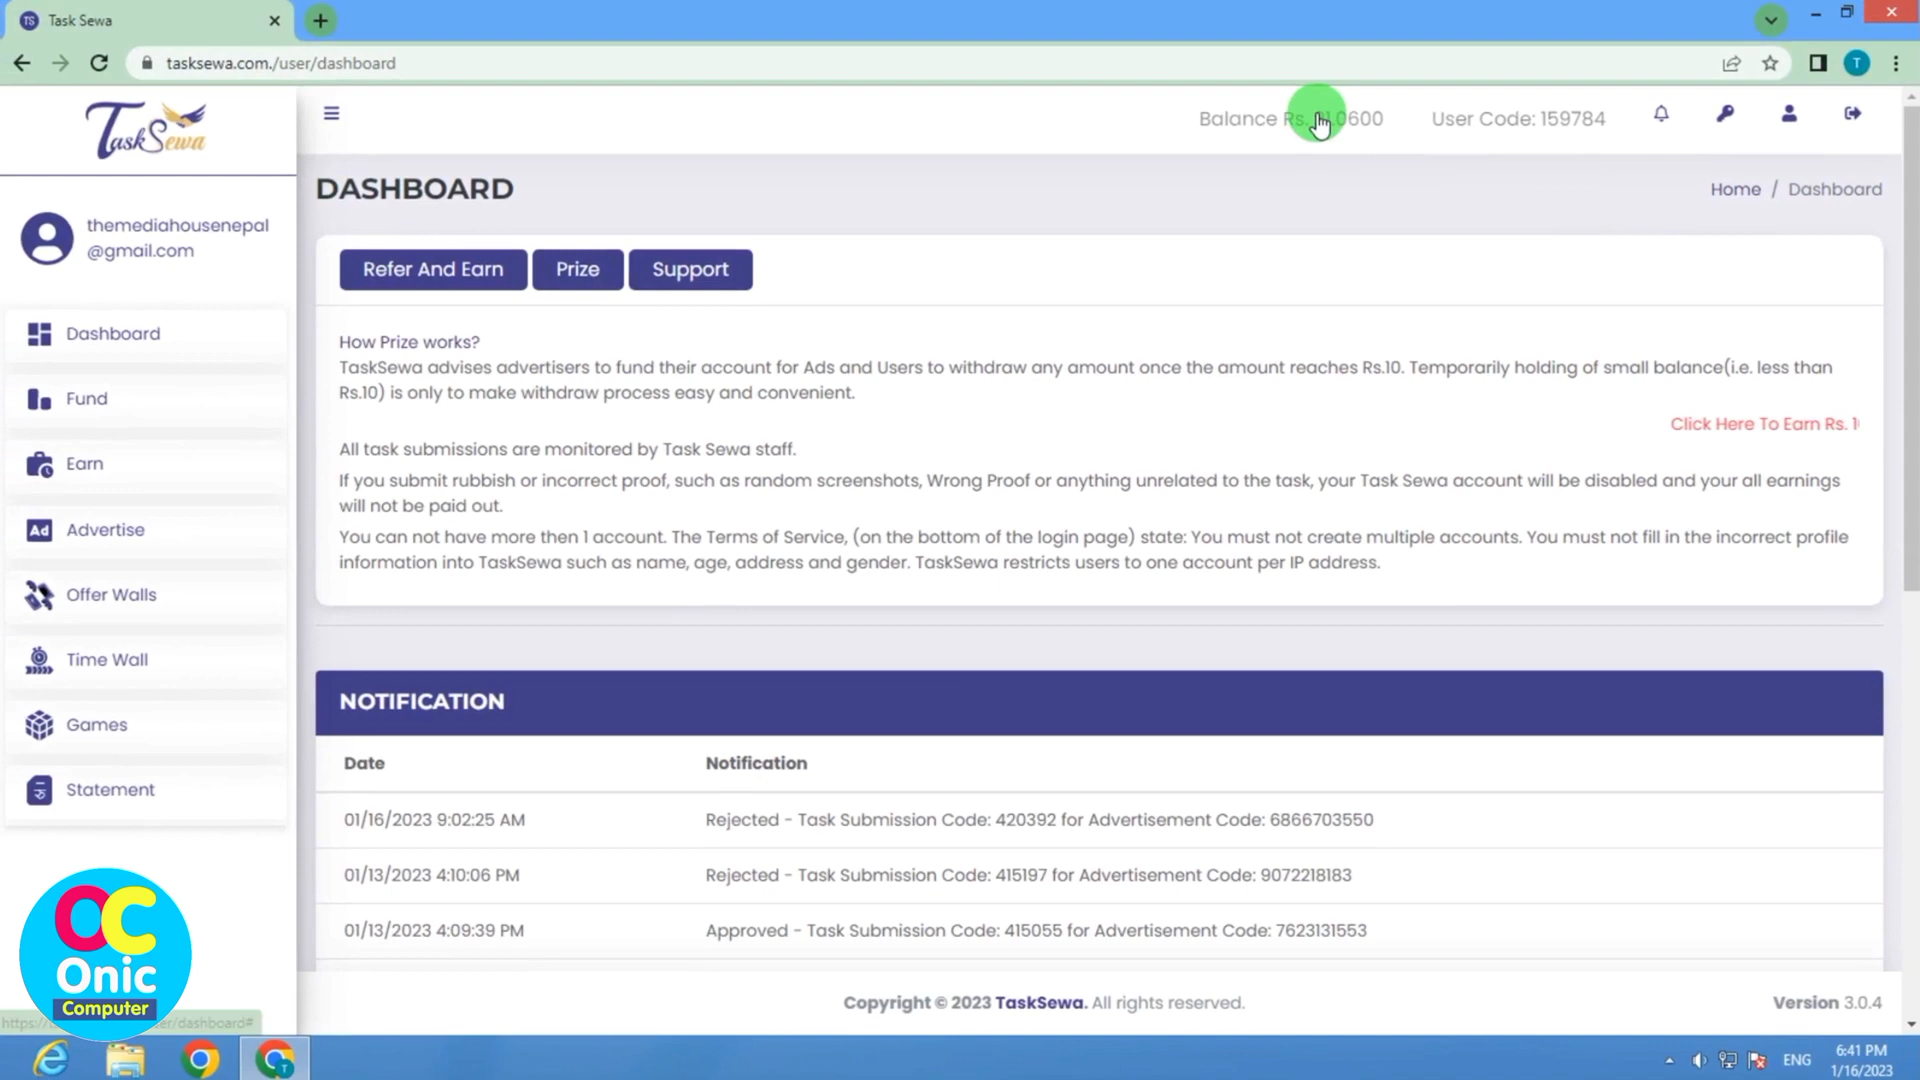 TS Task Sewa
tasksewa.com./user/dashboard
T
Task Sewa
Balance Rs. 0600
User Code: 159784
DASHBOARD
Home / Dashboard
themediahousenepal
@gmail.com
Refer And Earn
Prize
Support
Dashboard
Fund
Earn
Ad Advertise
Offer Walls
Time Wall
Games
Statement
How Prize works?
TaskSewa advises advertisers to fund their account for Ads and Users to withdraw any amount once the amount reaches Rs.10. Temporarily holding of small balance(i.e. less than
Rs.10) is only to make withdraw process easy and convenient.
Click Here To Earn Rs. 1
All task submissions are monitored by Task Sewa staff.
If you submit rubbish or incorrect proof, such as random screenshots, Wrong Proof or anything unrelated to the task, your Task Sewa account will be disabled and your all earnings
will not be paid out.
You can not have more then 1 account. The Terms of Service, (on the bottom of the login page) state: You must not create multiple accounts. You must not fill in the incorrect profile
information into TaskSewa such as name, age, address and gender. TaskSewa restricts users to one account per IP address.
NOTIFICATION
Date Notification
01/16/2023 9:02:25 AM Rejected - Task Submission Code: 420392 for Advertisement Code: 6866703550
01/13/2023 4:10:06 PM Rejected - Task Submission Code: 415197 for Advertisement Code: 9072218183
01/13/2023 4:09:39 PM Approved - Task Submission Code: 415055 for Advertisement Code: 7623131553
OC
Onic
Computer
Copyright © 2023 TaskSewa. All rights reserved.
Version 3.0.4
ENG
6:41 PM
1/16/2023